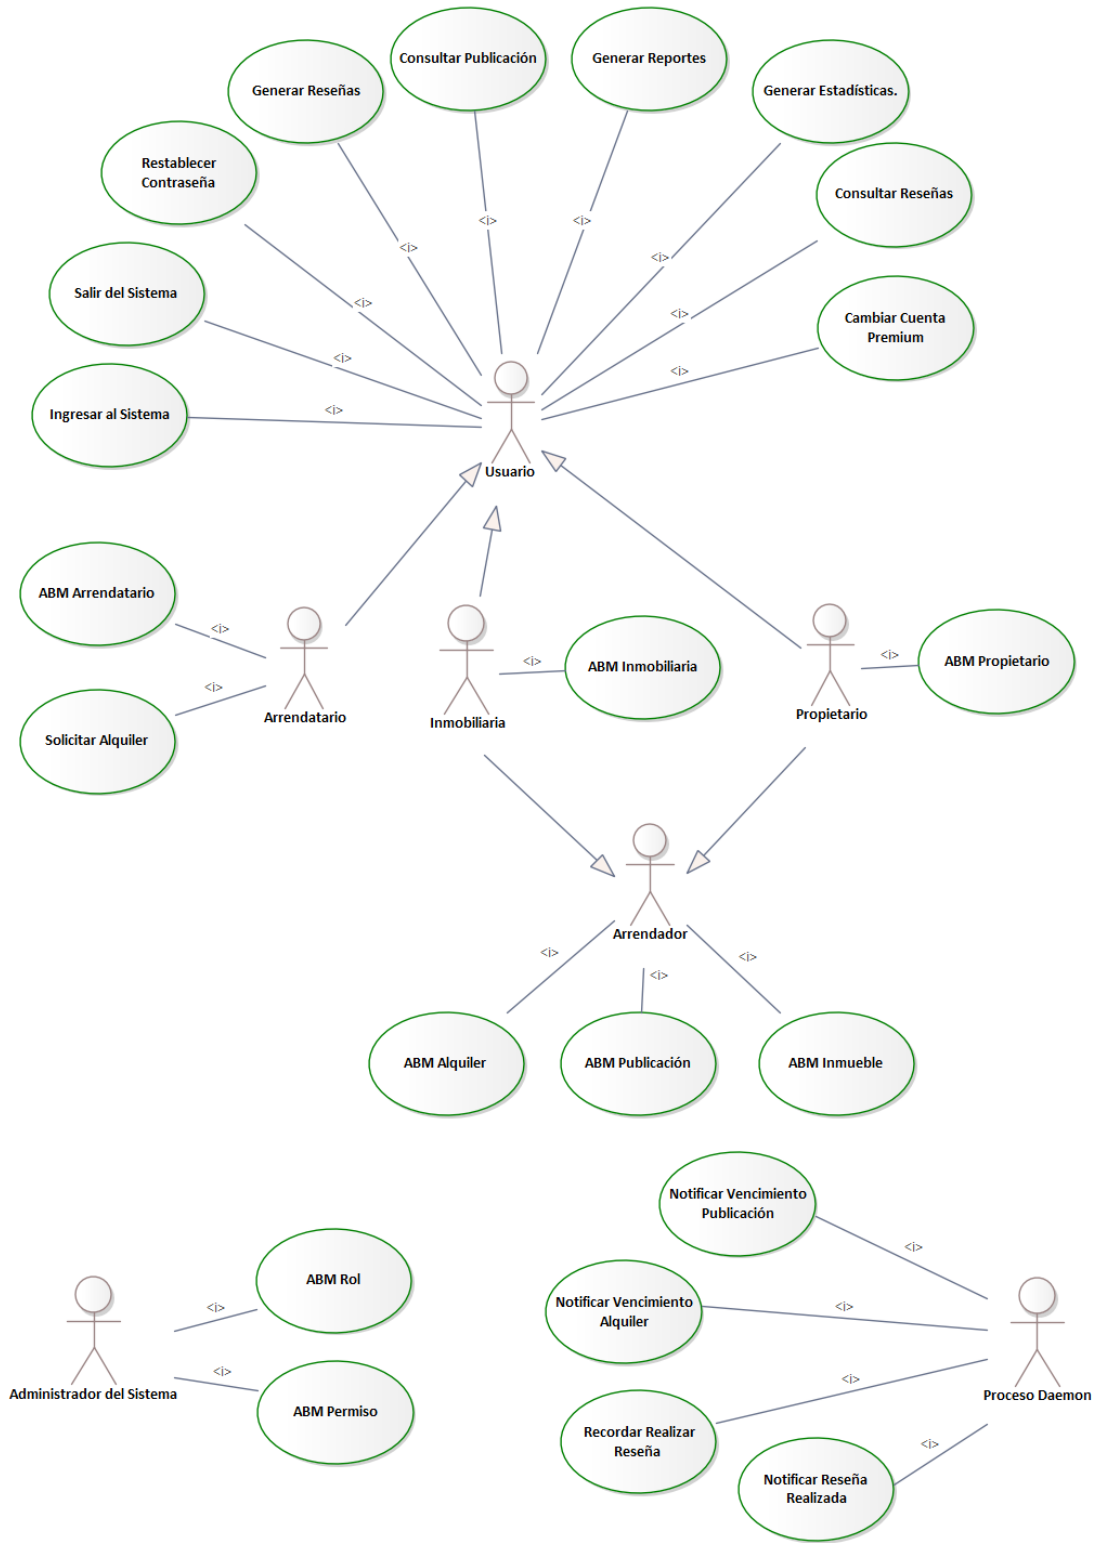 Consultar Publicación
Generar Reportes
Generar Reseñas
Generar Estadísticas.
Restablecer
Contraseña
Consultar Reseñas
Salir del Sistema
Cambiar Cuenta
Premium
Ingresar al Sistema
<i>
<i>
<i>
<i>
<i>
<i>
<i>
<i>
<i>
Usuario
ABM Arrendatario
<i>
<i>
Solicitar Alquiler
Arrendatario
Inmobiliaria
<i>
ABM Inmobiliaria
Propietario
<i>
ABM Propietario
Arrendador
<i>
<i>
<i>
ABM Alquiler
ABM Publicación
ABM Inmueble
Notificar Vencimiento
Publicación
<i>
ABM Rol
<i>
Notificar Vencimiento
Alquiler
<i>
Administrador del Sistema
<i>
ABM Permiso
<i>
Proceso Daemon
Recordar Realizar
Reseña
<i>
Notificar Reseña
Realizada